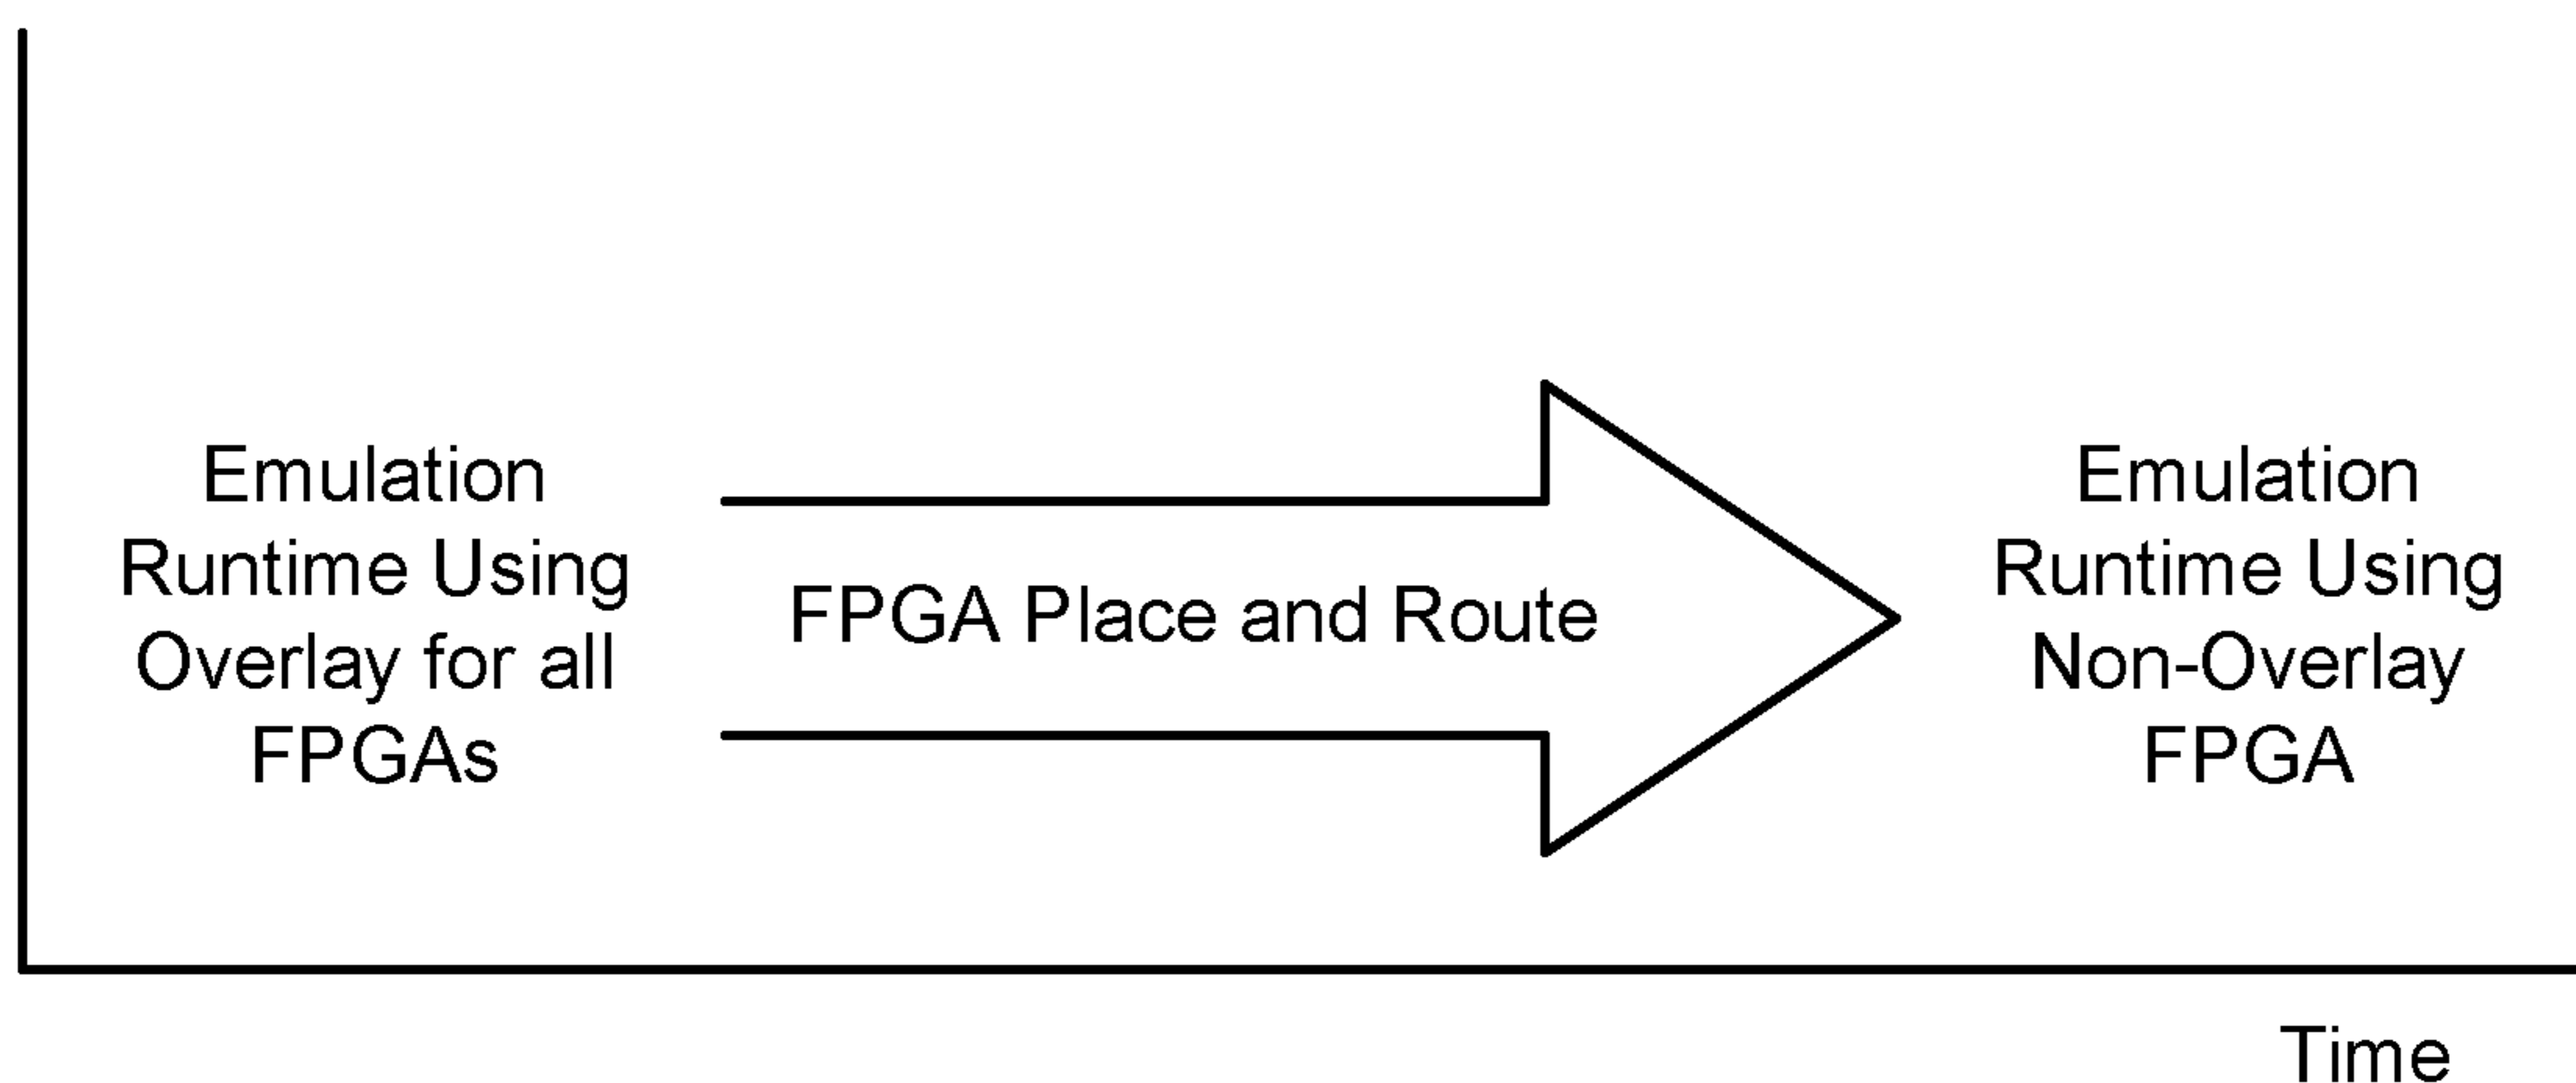 Emulation
Runtime Using
Overlay for all
FPGAs
FPGA Place and Route
Emulation
Runtime Using
Non-Overlay
FPGA
Time